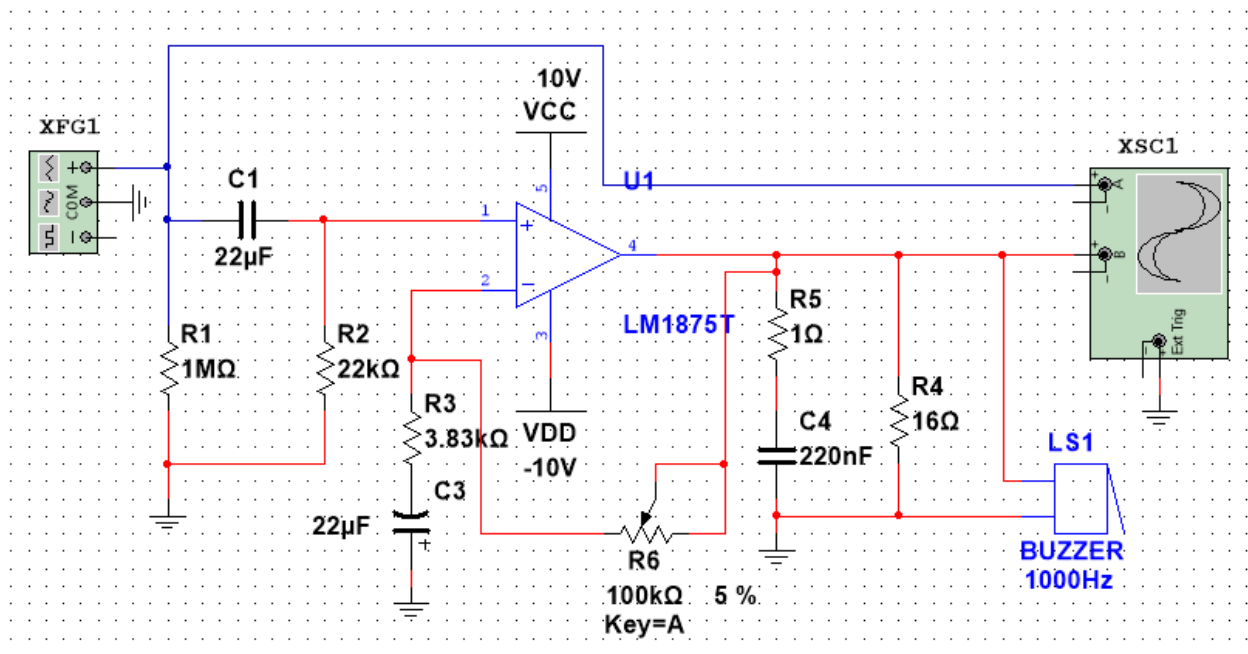 10V
VCC
XFG1
+
COM
−
C1
22µF
U1
XSC1
A
B
Ext Trig
+
−
+
−
−
+
1
5
+
4
2
−
3
LM1875T
R1
1MΩ
R2
22kΩ
R3
3.83kΩ
VDD
-10V
C3
22µF
+
R5
1Ω
C4
220nF
R4
16Ω
LS1
BUZZER
1000Hz
R6
100kΩ 5 %
Key=A